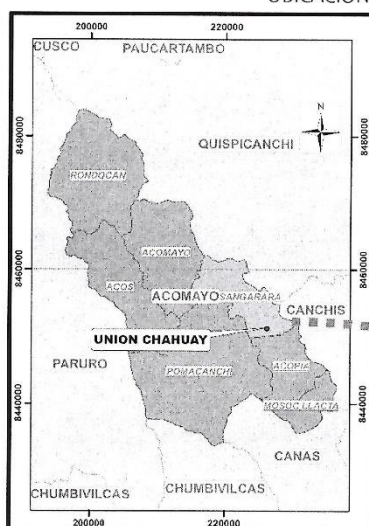 UBICACIÓN
200000 220000
CUSCO PAUCARTAMBO
N
8480000 8480000
QUISPICANCHI
RONDOCAN
ACOMAYO
8460000 8460000
ACOS
ACOMAYO SANGARARA
CANCHIS
UNION CHAHUAY
PARURO
POMACANCHI
ACOPIA
MOSOC LLACTA
8440000 8440000
CANAS
CHUMBIVILCAS
CHUMBIVILCAS
200000 220000